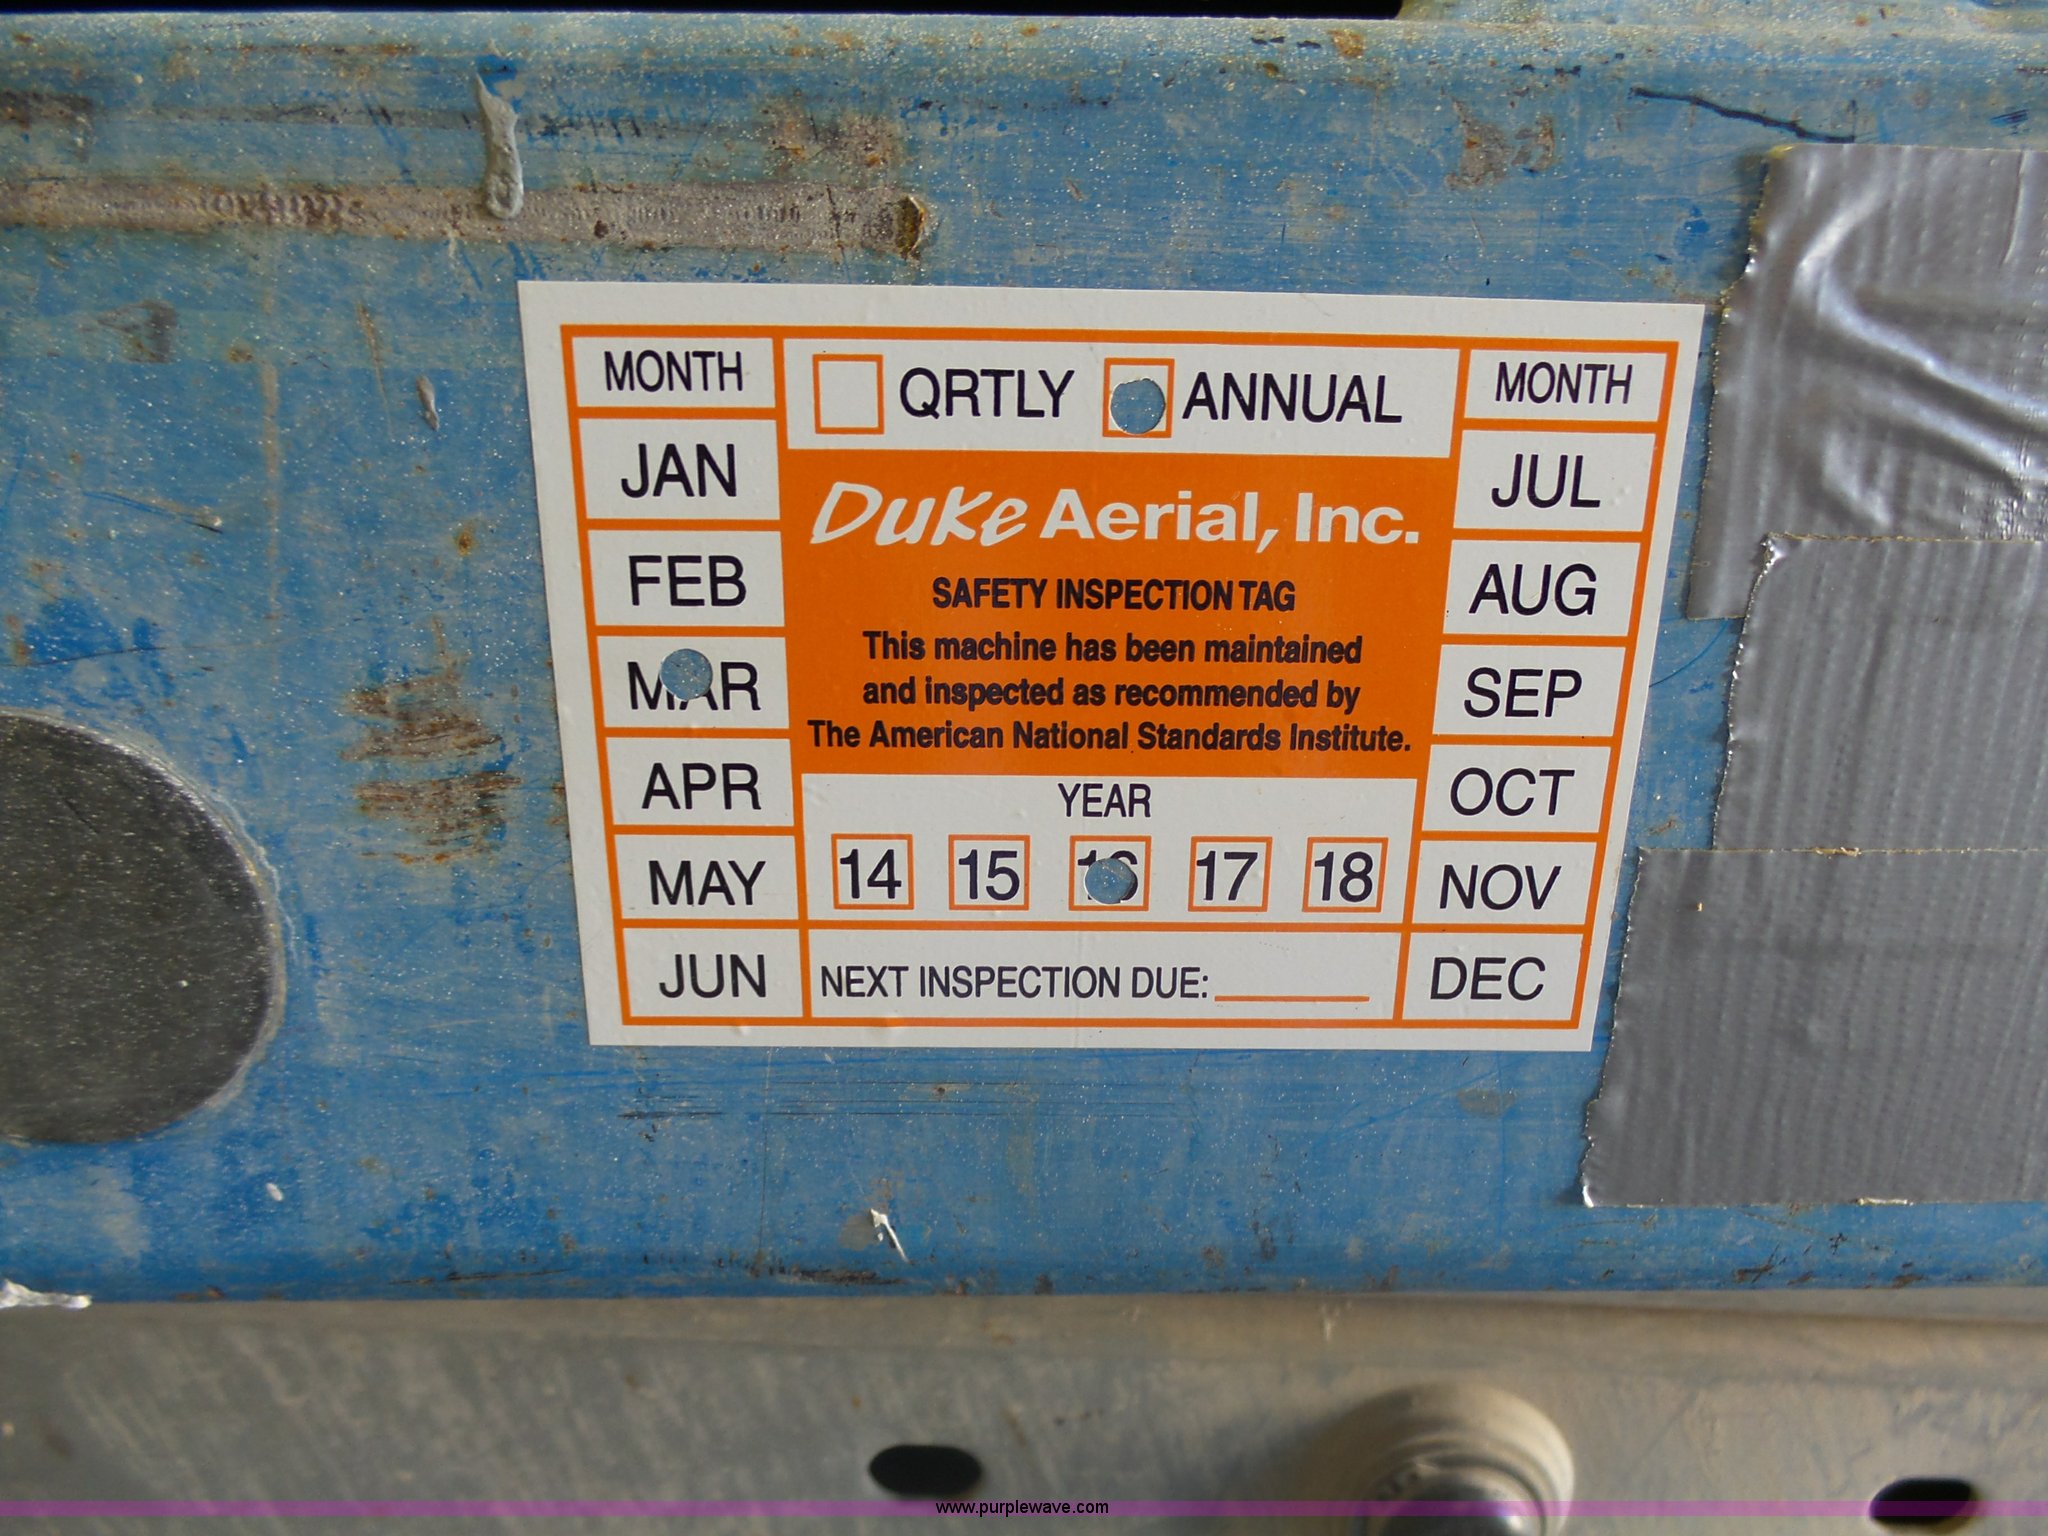 MONTH
JAN
FEB
MAR
APR
MAY
JUN
QRTLY ANNUAL
Duke Aerial, Inc.
SAFETY INSPECTION TAG
This machine has been maintained
and inspected as recommended by
The American National Standards Institute.
YEAR
14 15 16 17 18
NEXT INSPECTION DUE:
MONTH
JUL
AUG
SEP
OCT
NOV
DEC
www.purplewave.com